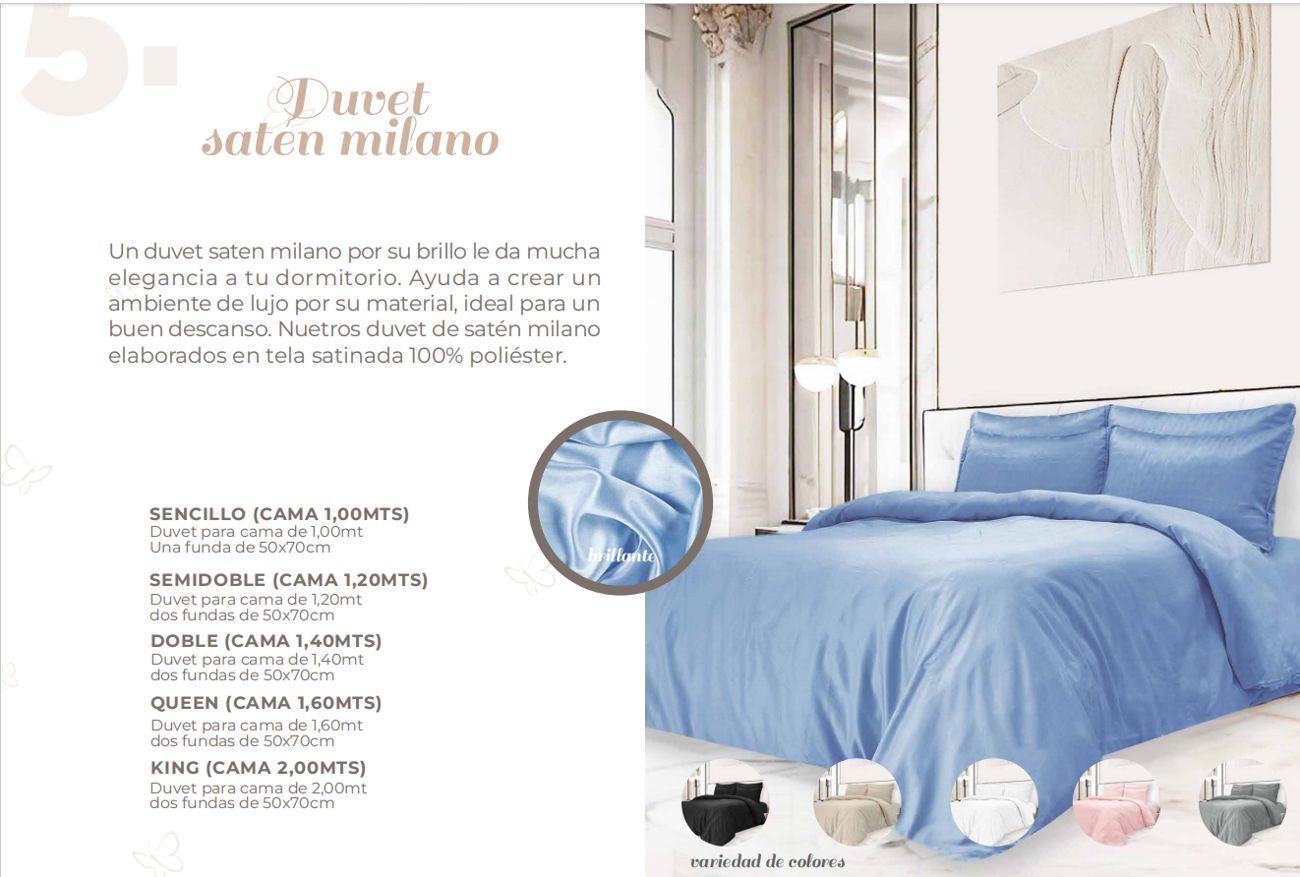 5.
Duvet
satén milano
Un duvet saten milano por su brillo le da mucha
elegancia a tu dormitorio. Ayuda a crear un
ambiente de lujo por su material, ideal para un
buen descanso. Nuetros duvet de satén milano
elaborados en tela satinada 100% poliéster.
brillante
SENCILLO (CAMA 1,00MTS)
Duvet para cama de 1,00mt
Una funda de 50x70cm
SEMIDOBLE (CAMA 1,20MTS)
Duvet para cama de 1,20mt
dos fundas de 50x70cm
DOBLE (CAMA 1,40MTS)
Duvet para cama de 1,40mt
dos fundas de 50x70cm
QUEEN (CAMA 1,60MTS)
Duvet para cama de 1,60mt
dos fundas de 50x70cm
KING (CAMA 2,00MTS)
Duvet para cama de 2,00mt
dos fundas de 50x70cm
variedad de colores